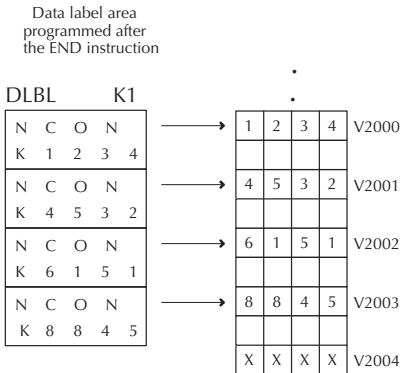 Data label area
programmed after
the END instruction
DLBL K1
N C O N
K 1 2 3 4
1 2 3 4 V2000
N C O N
K 4 5 3 2
4 5 3 2 V2001
N C O N
K 6 1 5 1
6 1 5 1 V2002
N C O N
K 8 8 4 5
8 8 4 5 V2003
X X X X V2004